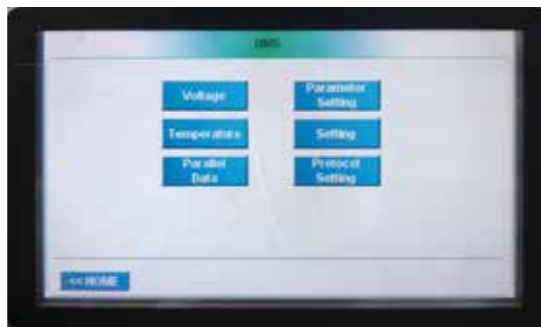 BMS
Voltage
Parameter
Setting
Temperature
Setting
Parallel
Data
Protocol
Setting
<< HOME